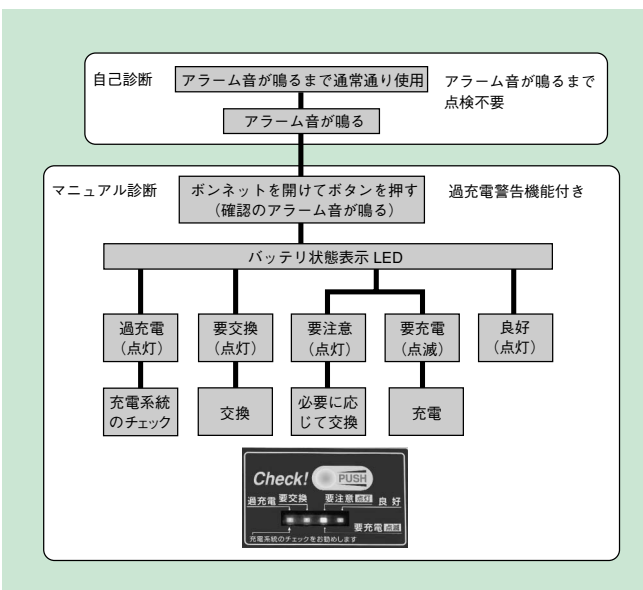 自己診断
アラーム音が鳴るまで通常通り使用
アラーム音が鳴るまで
点検不要
アラーム音が鳴る
マニュアル診断
ボンネットを開けてボタンを押す
(確認のアラーム音が鳴る)
過充電警告機能付き
バッテリ状態表示 LED
過充電
(点灯)
要交換
(点灯)
要注意
(点灯)
要充電
(点滅)
良好
(点灯)
充電系統
のチェック
交換
必要に応
じて交換
充電
Check! PUSH
過充電 要交換 要注意 点灯 良 好
要充電 点滅
充電系統のチェックをお勧めします